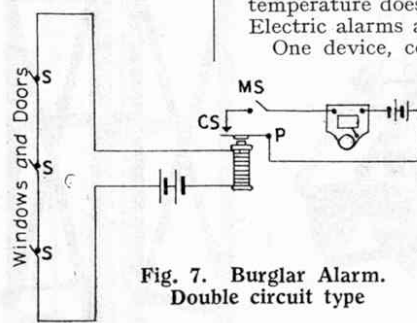 temperature does
Electric alarms a
One device, co
MS
CS
P
S
S
S
Windows and Doors
Fig. 7. Burglar Alarm.
Double circuit type